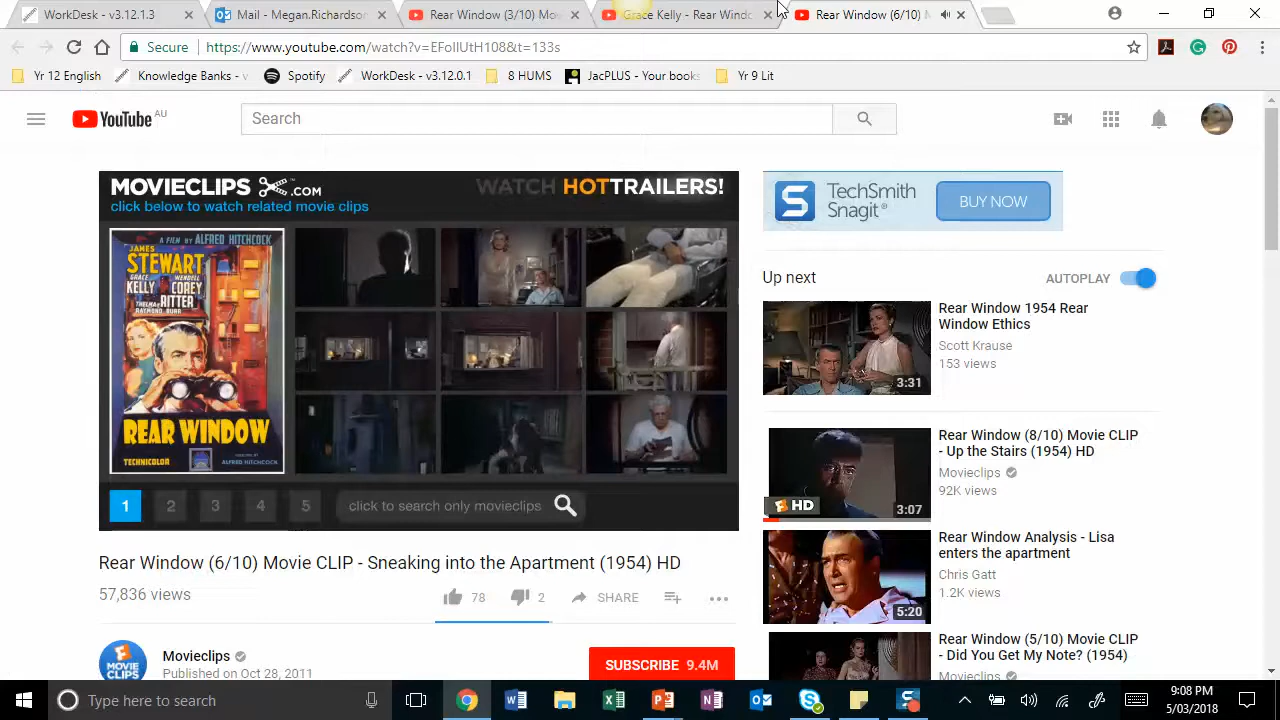 WorkDesk - v3.12.1.3
Mail - Megan.Richardson
Rear Window (3/10) Movie
Grace Kelly - Rear Windo
Rear Window (6/10) M
Secure
https://www.youtube.com/watch?v=EFoIIRrH108&t=133s
Yr 12 English
Knowledge Banks - v
Spotify
WorkDesk - v3.12.0.1
8 HUMS
JacPLUS - Your books
Yr 9 Lit
YouTube AU
Search
MOVIECLIPS .COM
WATCH HOTTRAILERS!
click below to watch related movie clips
A FILM BY ALFRED HITCHCOCK
JAMES
STEWART
GRACE
KELLY
WENDELL
COREY
THELMA
RITTER
RAYMOND BURR
REAR WINDOW
TECHNICOLOR
ALFRED HITCHCOCK
1 2 3 4 5
click to search only movieclips
Rear Window (6/10) Movie CLIP - Sneaking into the Apartment (1954) HD
57,836 views
78
2
SHARE
Movieclips
Published on Oct 28, 2011
MOVIE
CLIPS
SUBSCRIBE 9.4M
TechSmith
Snagit®
BUY NOW
Up next
AUTOPLAY
Rear Window 1954 Rear
Window Ethics
Scott Krause
153 views
3:31
Rear Window (8/10) Movie CLIP
- Up the Stairs (1954) HD
Movieclips
92K views
HD
3:07
Rear Window Analysis - Lisa
enters the apartment
Chris Gatt
1.2K views
5:20
Rear Window (5/10) Movie CLIP
- Did You Get My Note? (1954)
Movieclips
Type here to search
9:08 PM
5/03/2018